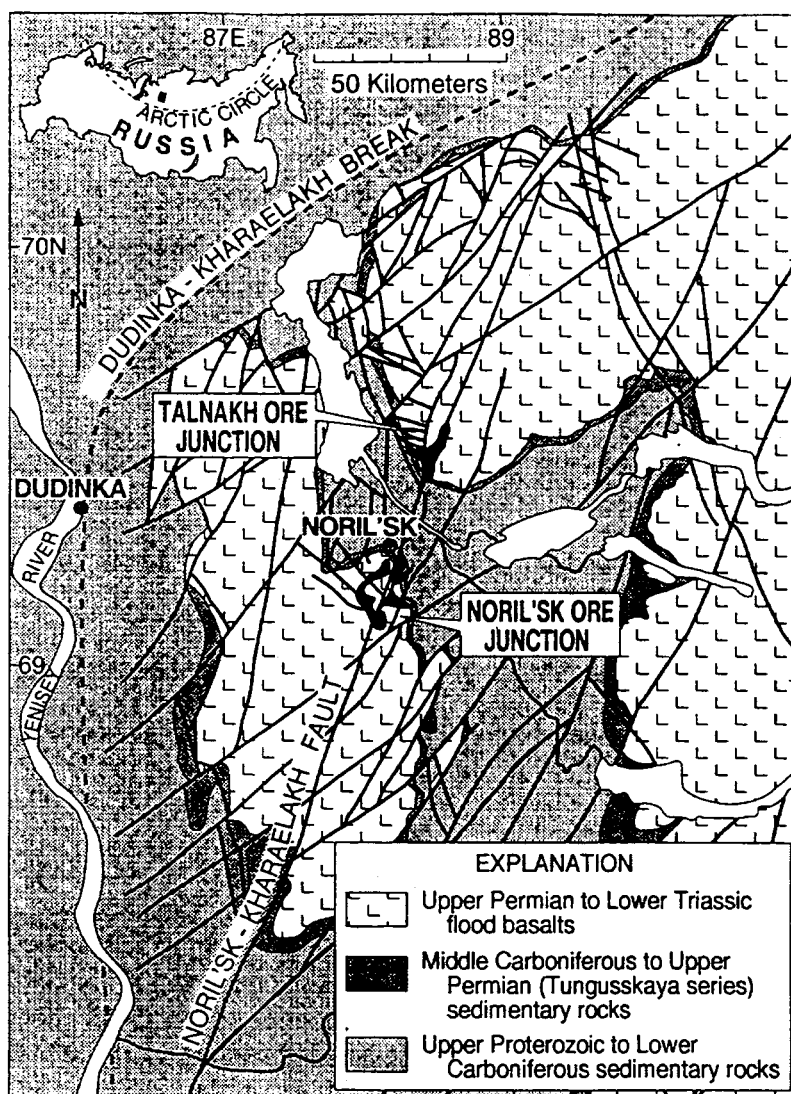 87E
89
50 Kilometers
ARCTIC CIRCLE
RUSSIA
DUDINKA - KHARAELAKH BREAK
70N
N
TALNAKH ORE
JUNCTION
DUDINKA
NORIL'SK
RIVER
YENISEY
NORIL'SK ORE
JUNCTION
69
NORIL'SK - KHARAELAKH FAULT
EXPLANATION
Upper Permian to Lower Triassic
flood basalts
Middle Carboniferous to Upper
Permian (Tungusskaya series)
sedimentary rocks
Upper Proterozoic to Lower
Carboniferous sedimentary rocks